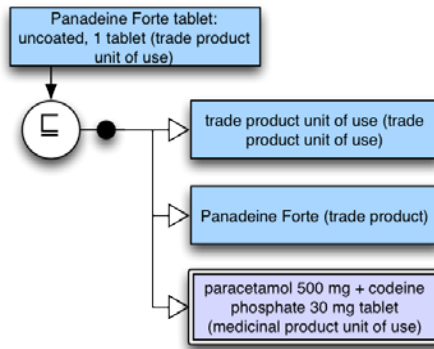 Panadeine Forte tablet:
uncoated, 1 tablet (trade product
unit of use)
⊑
trade product unit of use (trade
product unit of use)
Panadeine Forte (trade product)
paracetamol 500 mg + codeine
phosphate 30 mg tablet
(medicinal product unit of use)